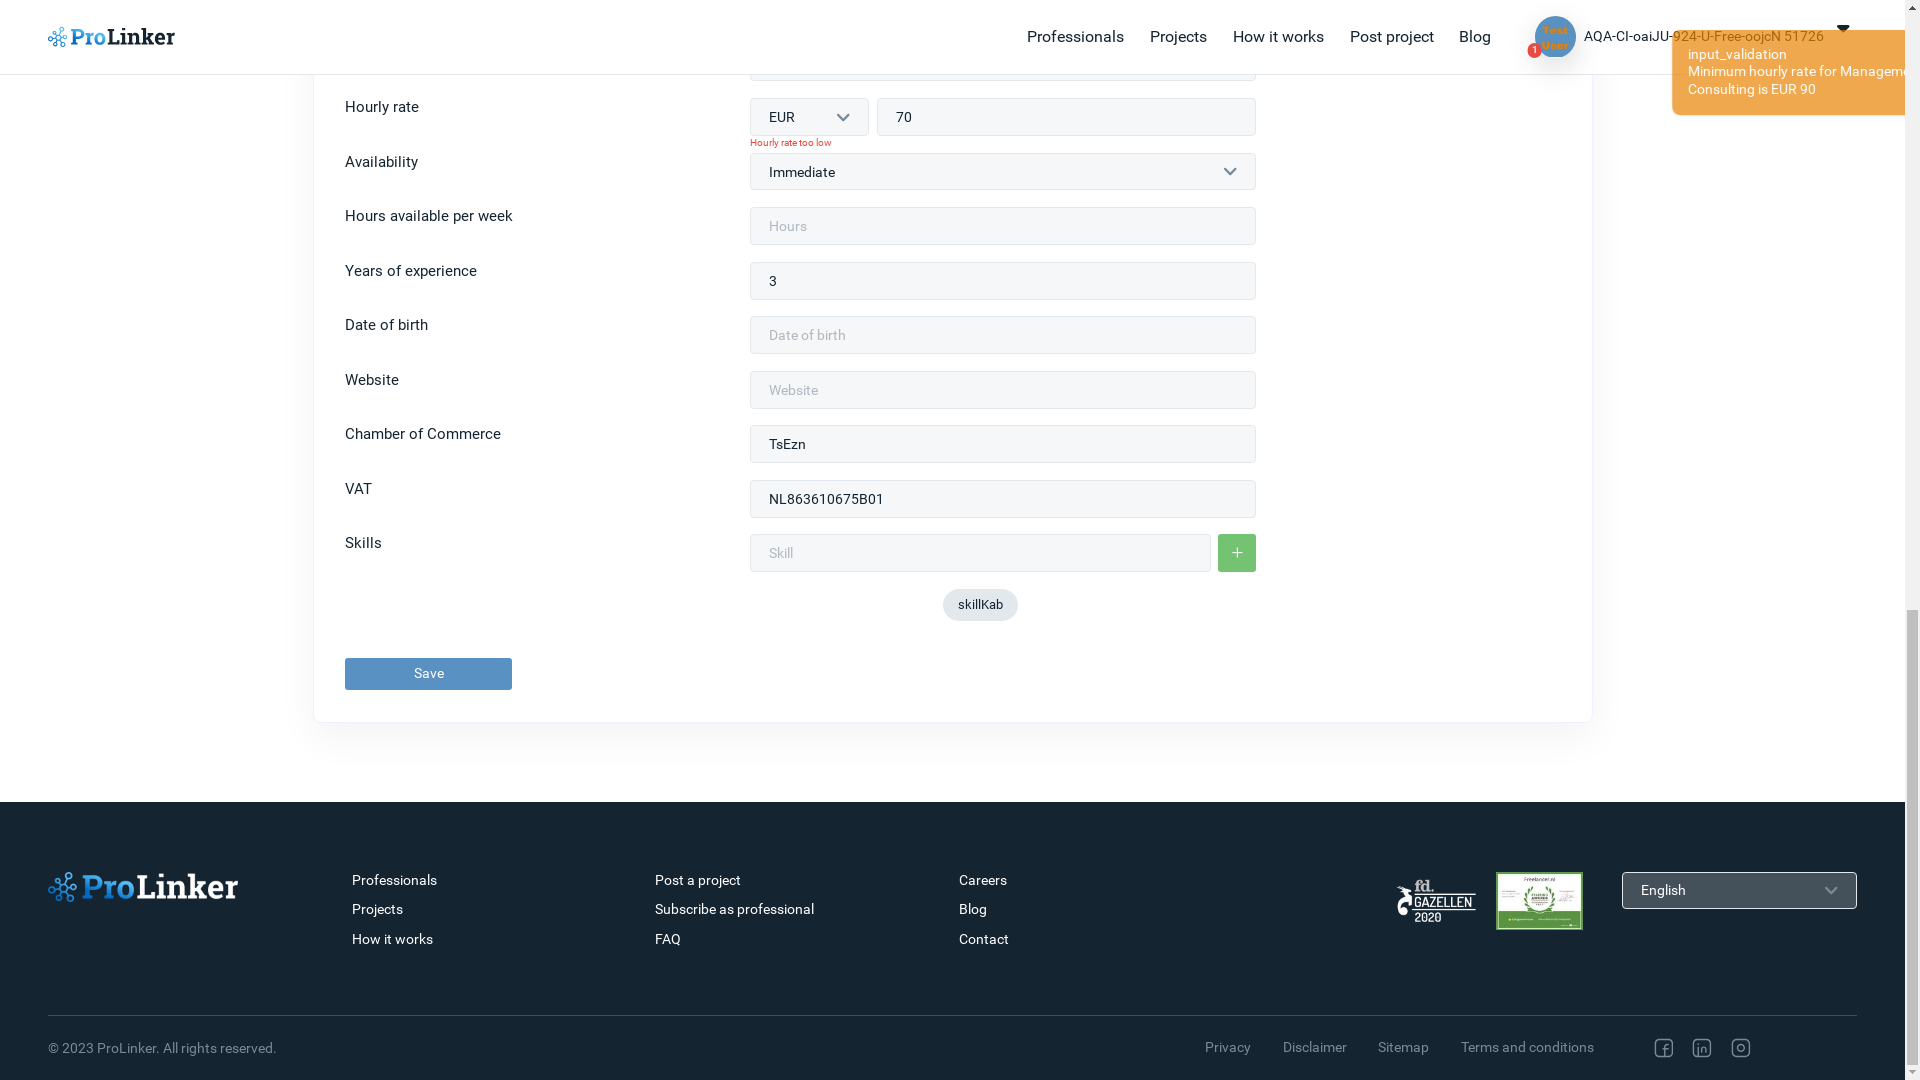 ProLinker
Professionals
Projects
How it works
Post project
Blog
Test
User
1
AQA-CI-oaiJU-924-U-Free-oojcN 51726
input_validation
Minimum hourly rate for Manageme
Consulting is EUR 90
Hourly rate
EUR
70
Hourly rate too low
Availability
Immediate
Hours available per week
Hours
Years of experience
3
Date of birth
Date of birth
Website
Website
Chamber of Commerce
TsEzn
VAT
NL863610675B01
Skills
Skill
+
skillKab
Save
ProLinker
Professionals
Projects
How it works
Post a project
Subscribe as professional
FAQ
Careers
Blog
Contact
fd.
GAZELLEN
2020
Freelancer.nl
English
© 2023 ProLinker. All rights reserved.
Privacy
Disclaimer
Sitemap
Terms and conditions